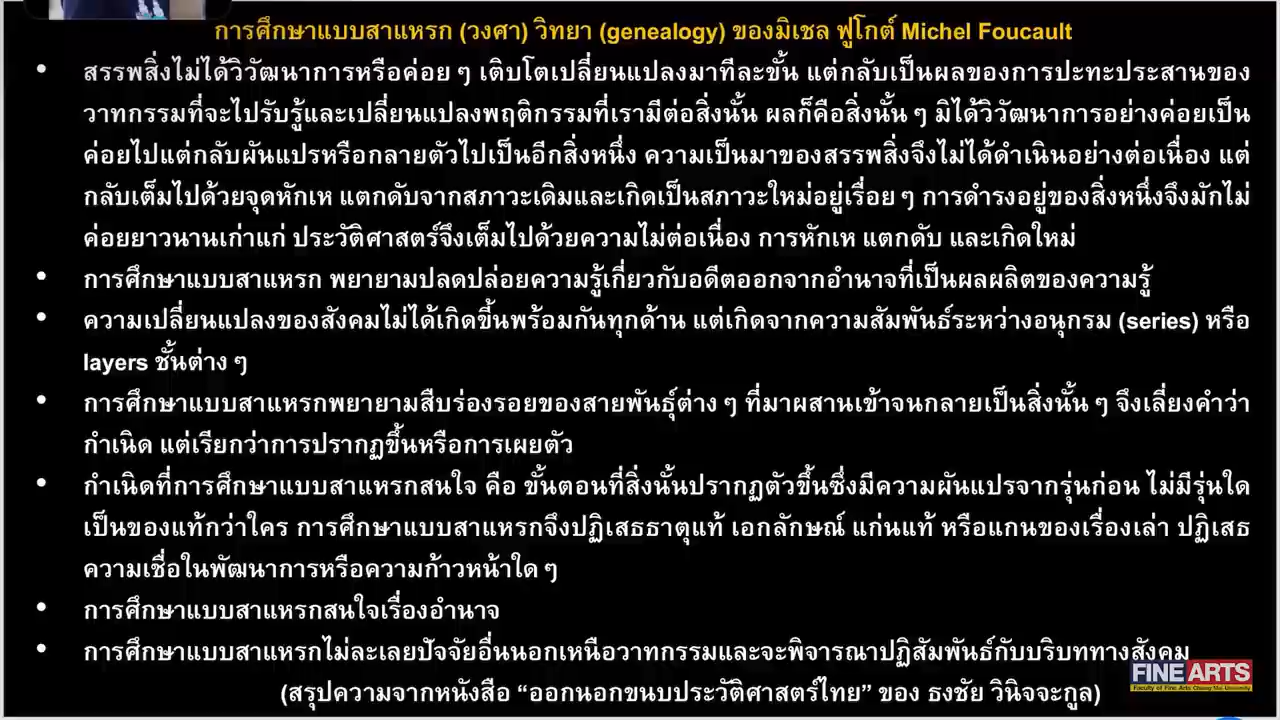 การศึกษาแบบสาแหรก (วงศา) วิทยา (genealogy) ของมิเชล ฟูโกต์ Michel Foucault
• สรรพสิ่งไม่ได้วิวัฒนาการหรือค่อย ๆ เติบโตเปลี่ยนแปลงมาทีละขั้น แต่กลับเป็นผลของการปะทะประสานของ
วาทกรรมที่จะไปรับรู้และเปลี่ยนแปลงพฤติกรรมที่เรามีต่อสิ่งนั้น ผลก็คือสิ่งนั้น ๆ มิได้วิวัฒนาการอย่างค่อยเป็น
ค่อยไปแต่กลับผันแปรหรือกลายตัวไปเป็นอีกสิ่งหนึ่ง ความเป็นมาของสรรพสิ่งจึงไม่ได้ดำเนินอย่างต่อเนื่อง แต่
กลับเต็มไปด้วยจุดหักเห แตกดับจากสภาวะเดิมและเกิดเป็นสภาวะใหม่อยู่เรื่อย ๆ การดำรงอยู่ของสิ่งหนึ่งจึงมักไม่
ค่อยยาวนานเก่าแก่ ประวัติศาสตร์จึงเต็มไปด้วยความไม่ต่อเนื่อง การหักเห แตกดับ และเกิดใหม่
• การศึกษาแบบสาแหรก พยายามปลดปล่อยความรู้เกี่ยวกับอดีตออกจากอำนาจที่เป็นผลผลิตของความรู้
• ความเปลี่ยนแปลงของสังคมไม่ได้เกิดขึ้นพร้อมกันทุกด้าน แต่เกิดจากความสัมพันธ์ระหว่างอนุกรม (series) หรือ
layers ชั้นต่าง ๆ
• การศึกษาแบบสาแหรกพยายามสืบร่องรอยของสายพันธุ์ต่าง ๆ ที่มาผสานเข้าจนกลายเป็นสิ่งนั้น ๆ จึงเลี่ยงคำว่า
กำเนิด แต่เรียกว่าการปรากฏขึ้นหรือการเผยตัว
• กำเนิดที่การศึกษาแบบสาแหรกสนใจ คือ ขั้นตอนที่สิ่งนั้นปรากฏตัวขึ้นซึ่งมีความผันแปรจากรุ่นก่อน ไม่มีรุ่นใด
เป็นของแท้กว่าใคร การศึกษาแบบสาแหรกจึงปฏิเสธธาตุแท้ เอกลักษณ์ แก่นแท้ หรือแกนของเรื่องเล่า ปฏิเสธ
ความเชื่อในพัฒนาการหรือความก้าวหน้าใด ๆ
• การศึกษาแบบสาแหรกสนใจเรื่องอำนาจ
• การศึกษาแบบสาแหรกไม่ละเลยปัจจัยอื่นนอกเหนือวาทกรรมและจะพิจารณาปฏิสัมพันธ์กับบริบททางสังคม
(สรุปความจากหนังสือ “ออกนอกขนบประวัติศาสตร์ไทย” ของ ธงชัย วินิจจะกูล)
FINE ARTS
Faculty of Fine Arts Chiang Mai University